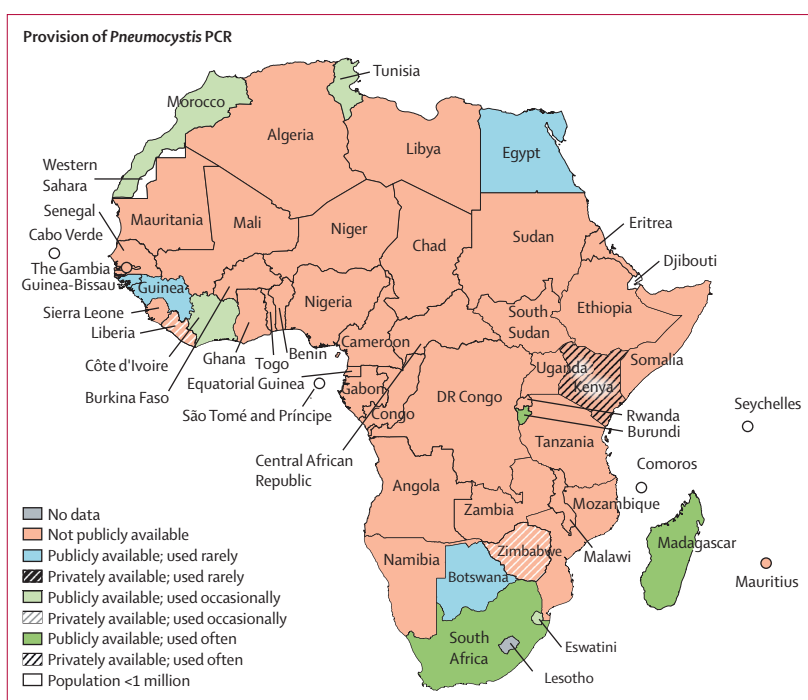 Provision of Pneumocystis PCR
Tunisia
Morocco
Algeria
Libya
Egypt
Western
Sahara
Senegal
Mauritania
Mali
Niger
Chad
Sudan
Eritrea
Cabo Verde
Djibouti
The Gambia
Guinea-Bissau
Guinea
Nigeria
Ethiopia
South
Sudan
Sierra Leone
Liberia
Cameroon
Somalia
Côte d'Ivoire
Ghana
Togo
Benin
Uganda
Kenya
Burkina Faso
Equatorial Guinea
Gabon
DR Congo
São Tomé and Príncipe
Congo
Rwanda
Burundi
Seychelles
Tanzania
Central African
Republic
Comoros
Angola
Zambia
Mozambique
Malawi
Madagascar
Mauritius
Namibia
Zimbabwe
Botswana
South
Africa
Eswatini
Lesotho
No data
Not publicly available
Publicly available; used rarely
Privately available; used rarely
Publicly available; used occasionally
Privately available; used occasionally
Publicly available; used often
Privately available; used often
Population <1 million